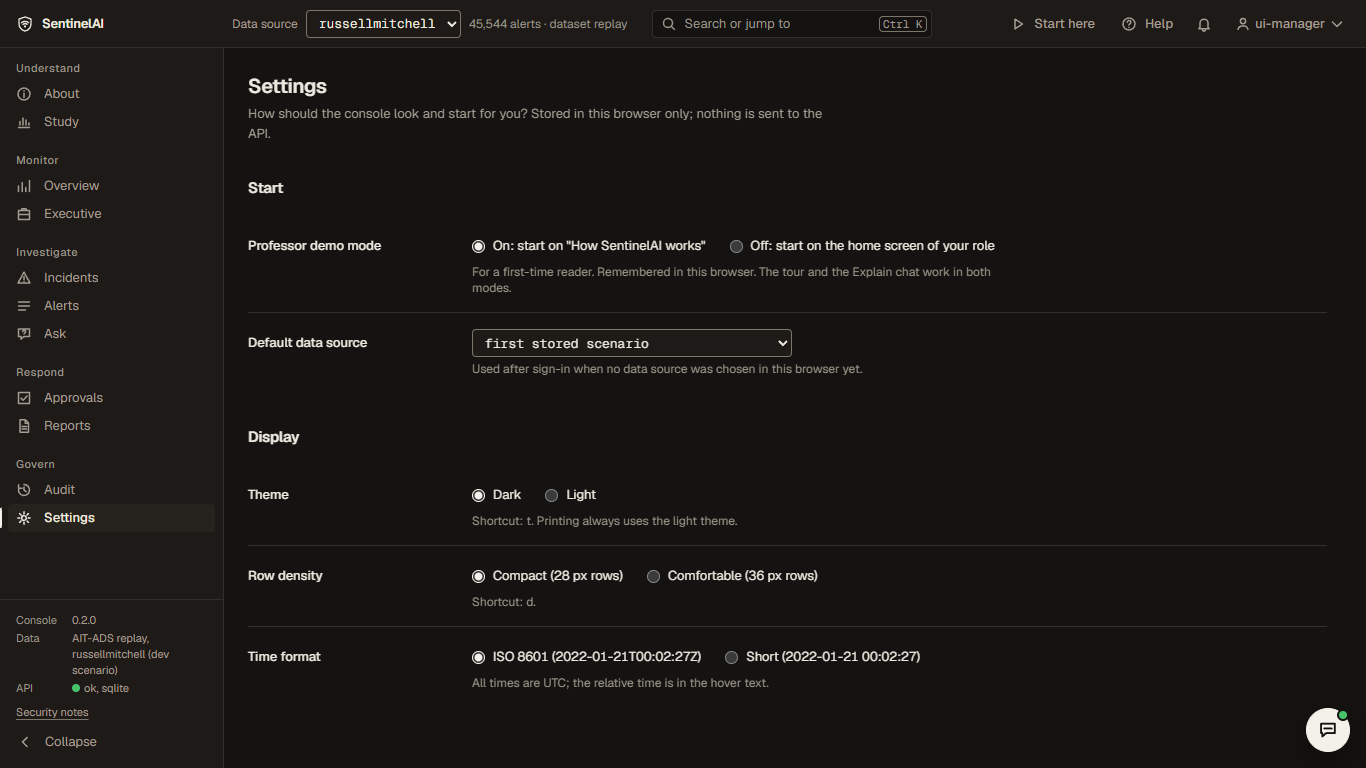 SentinelAI
Data source
russellmitchell
45,544 alerts · dataset replay
Search or jump to
Ctrl K
Start here
Help
ui-manager
Understand
About
Study
Monitor
Overview
Executive
Investigate
Incidents
Alerts
Ask
Respond
Approvals
Reports
Govern
Audit
Settings
Console 0.2.0
Data AIT-ADS replay,
russellmitchell (dev
scenario)
API ok, sqlite
Security notes
Collapse
Settings
How should the console look and start for you? Stored in this browser only; nothing is sent to the
API.
Start
Professor demo mode
On: start on "How SentinelAI works"
Off: start on the home screen of your role
For a first-time reader. Remembered in this browser. The tour and the Explain chat work in both
modes.
Default data source
first stored scenario
Used after sign-in when no data source was chosen in this browser yet.
Display
Theme
Dark
Light
Shortcut: t. Printing always uses the light theme.
Row density
Compact (28 px rows)
Comfortable (36 px rows)
Shortcut: d.
Time format
ISO 8601 (2022-01-21T00:02:27Z)
Short (2022-01-21 00:02:27)
All times are UTC; the relative time is in the hover text.